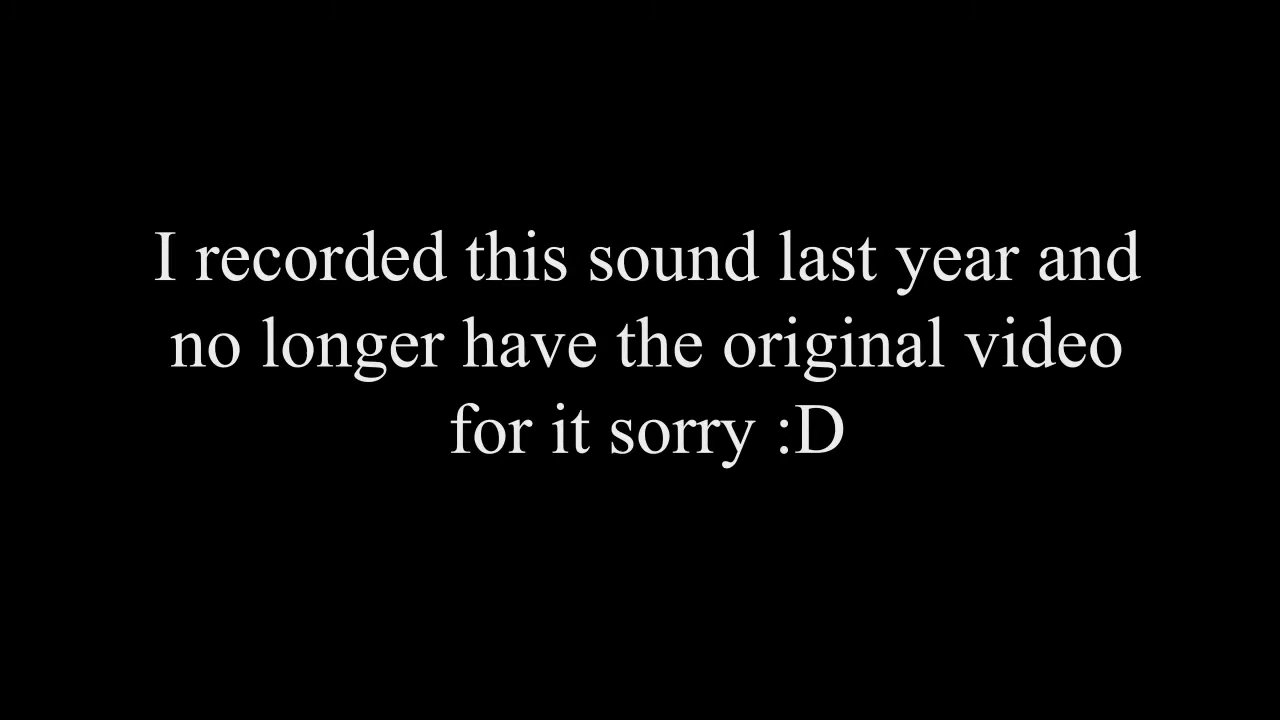 I recorded this sound last year and
no longer have the original video
for it sorry :D